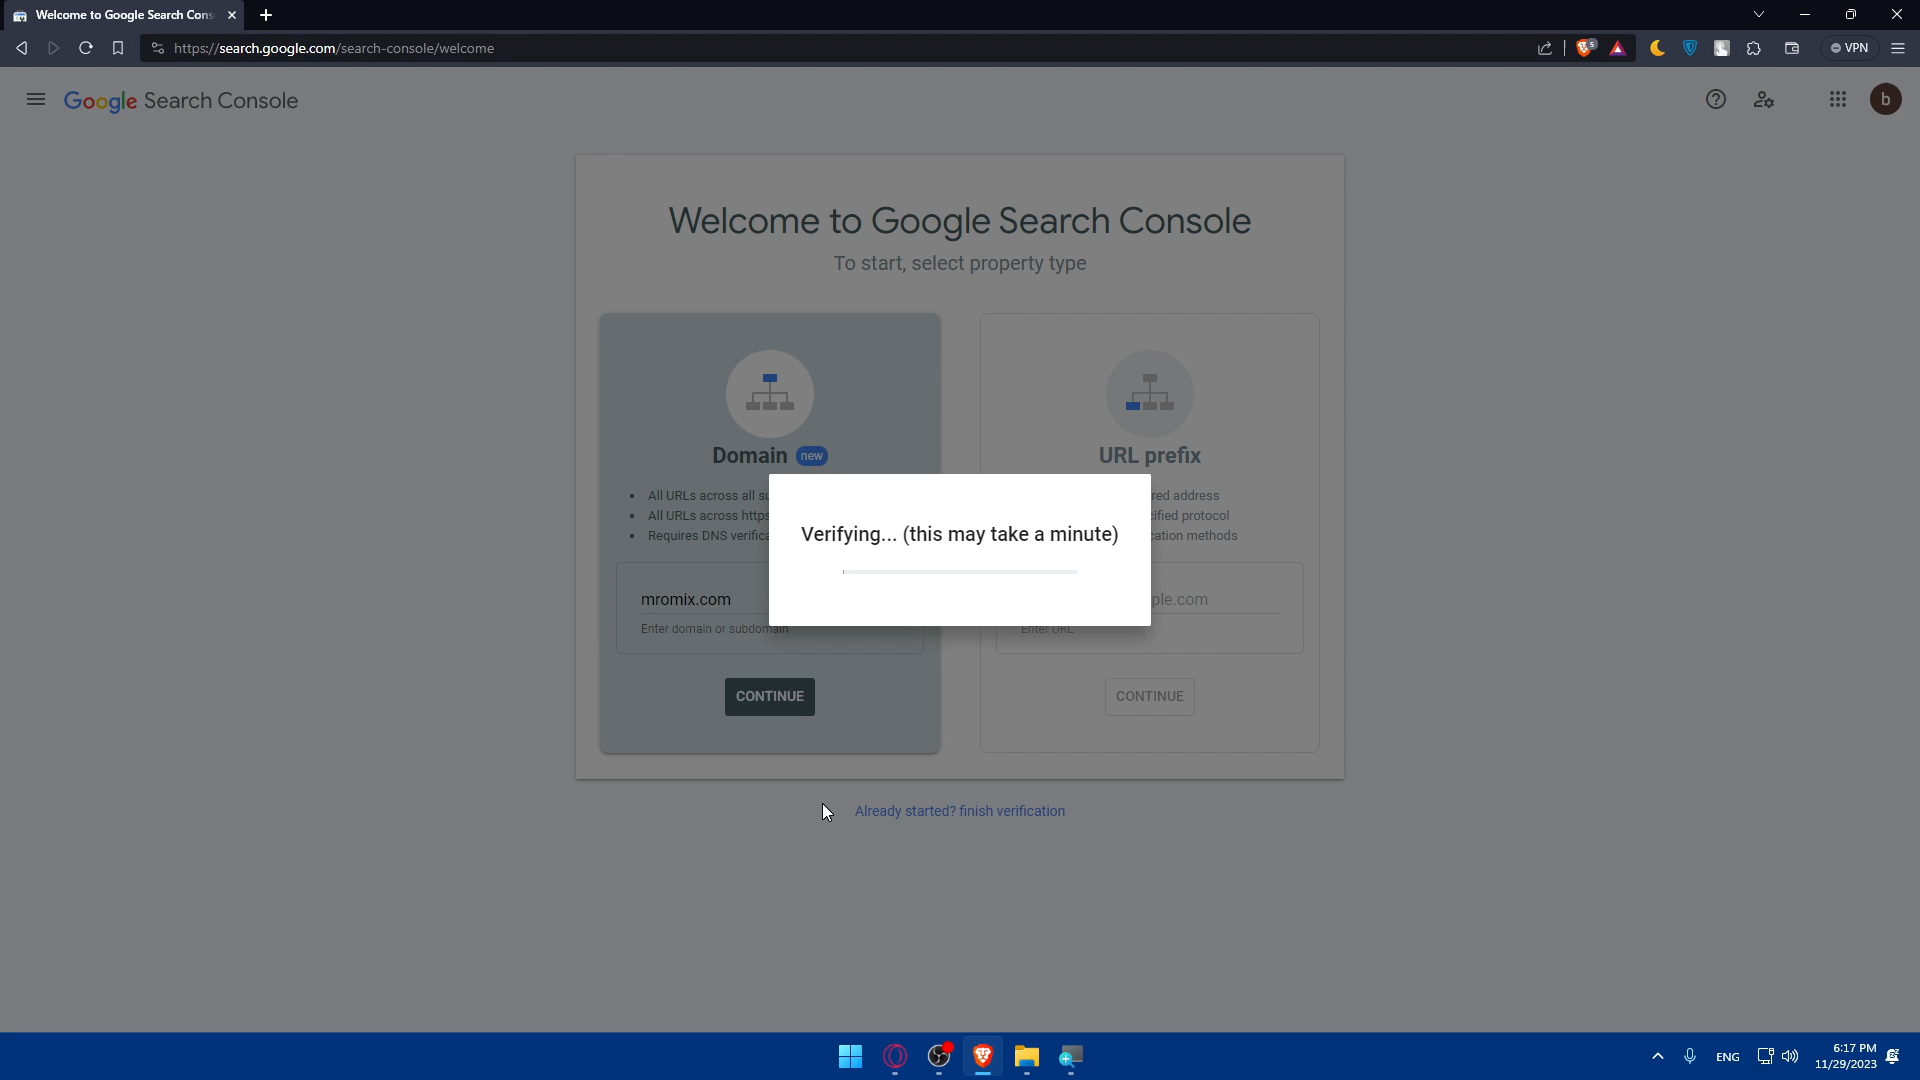 Welcome to Google Search Cons
https://search.google.com/search-console/welcome
VPN
Google Search Console
b
Welcome to Google Search Console
To start, select property type
Domain new
URL prefix
All URLs across all su
All URLs across https
Requires DNS verifica
red address
cified protocol
cation methods
Verifying... (this may take a minute)
mromix.com
ple.com
Enter domain or subdomain
Enter URL
CONTINUE
CONTINUE
Already started? finish verification
ENG
6:17 PM
11/29/2023